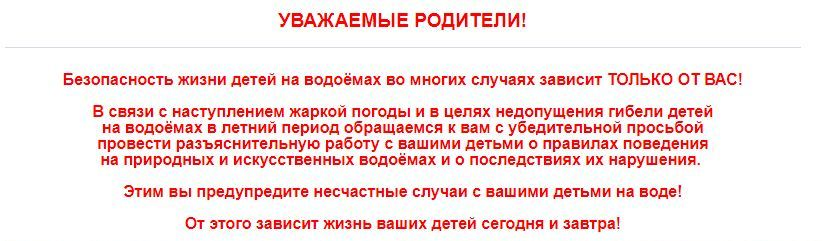 УВАЖАЕМЫЕ РОДИТЕЛИ!
Безопасность жизни детей на водоёмах во многих случаях зависит ТОЛЬКО ОТ ВАС!
В связи с наступлением жаркой погоды и в целях недопущения гибели детей
на водоёмах в летний период обращаемся к вам с убедительной просьбой
провести разъяснительную работу с вашими детьми о правилах поведения
на природных и искусственных водоёмах и о последствиях их нарушения.
Этим вы предупредите несчастные случаи с вашими детьми на воде!
От этого зависит жизнь ваших детей сегодня и завтра!